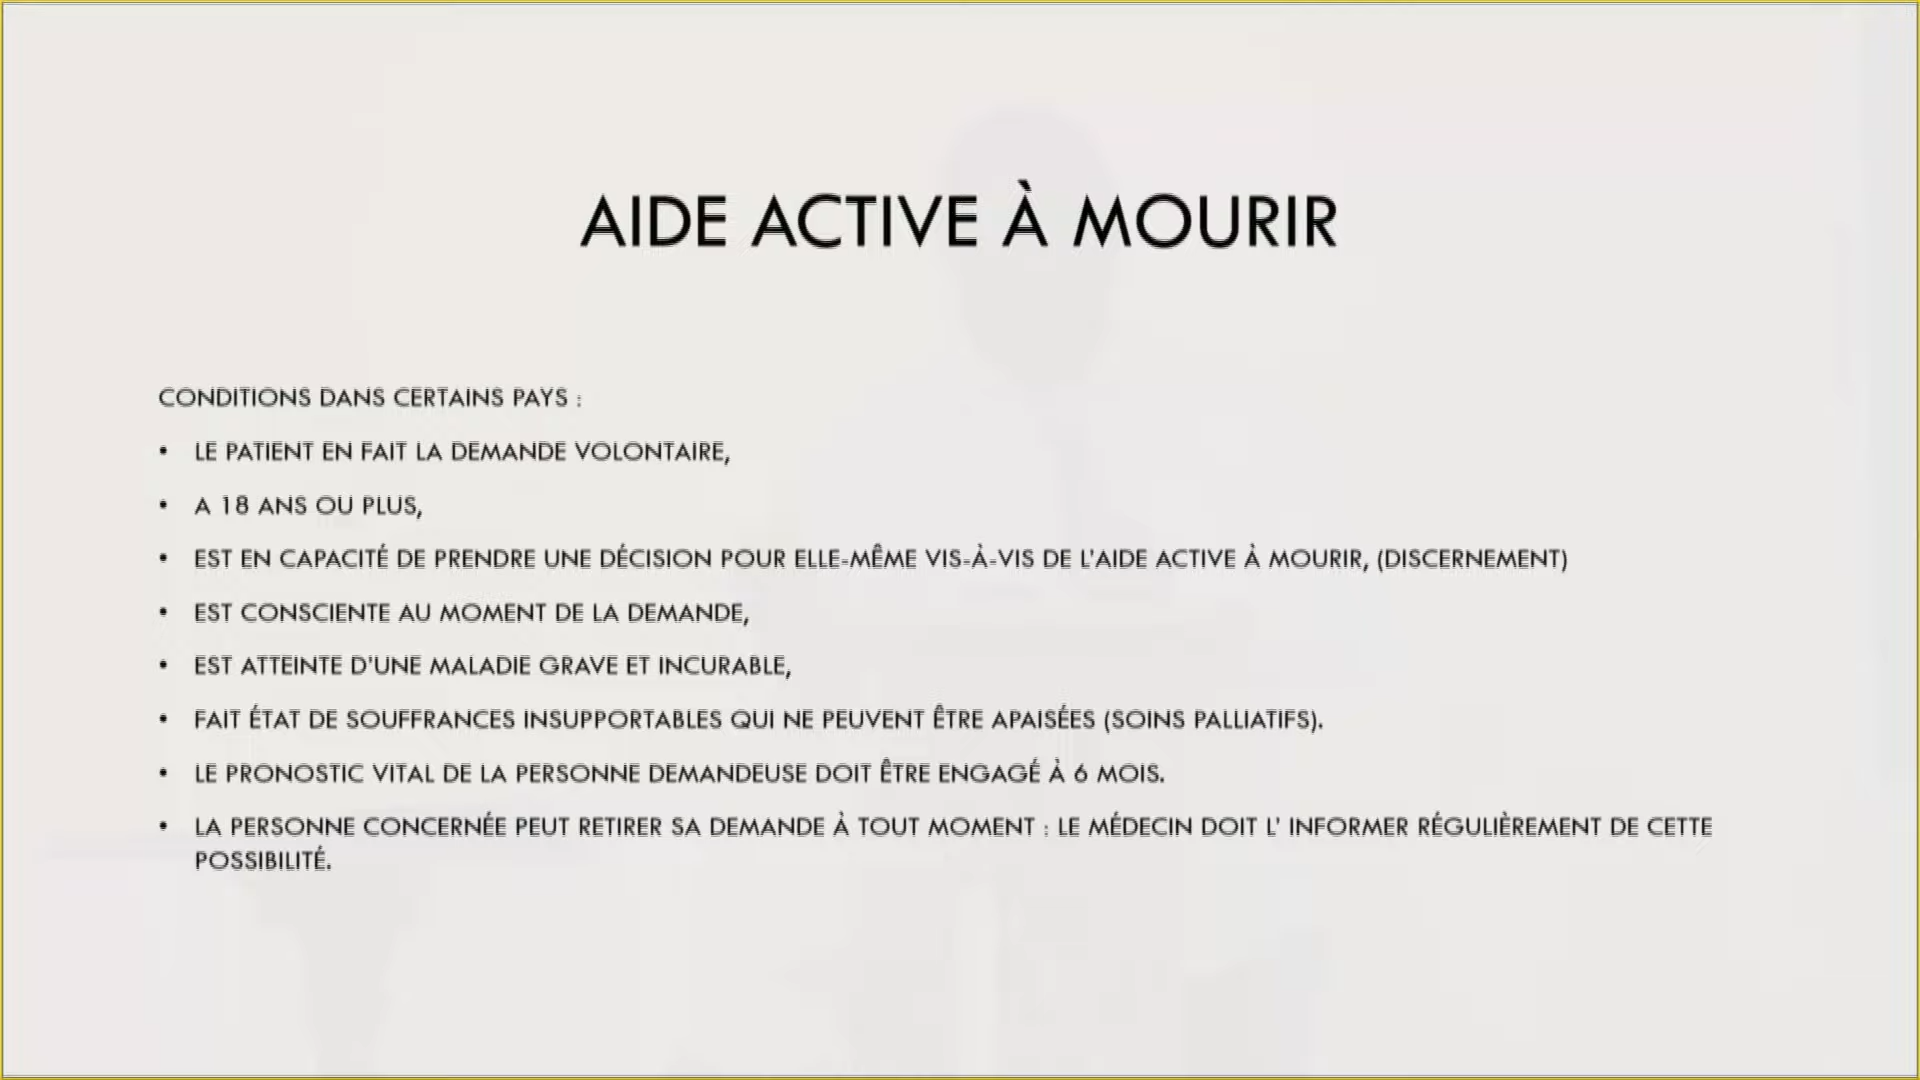 AIDE ACTIVE À MOURIR
CONDITIONS DANS CERTAINS PAYS :
• LE PATIENT EN FAIT LA DEMANDE VOLONTAIRE,
• A 18 ANS OU PLUS,
• EST EN CAPACITÉ DE PRENDRE UNE DÉCISION POUR ELLE-MÊME VIS-À-VIS DE L'AIDE ACTIVE À MOURIR, (DISCERNEMENT)
• EST CONSCIENTE AU MOMENT DE LA DEMANDE,
• EST ATTEINTE D'UNE MALADIE GRAVE ET INCURABLE,
• FAIT ÉTAT DE SOUFFRANCES INSUPPORTABLES QUI NE PEUVENT ÊTRE APAISÉES (SOINS PALLIATIFS).
• LE PRONOSTIC VITAL DE LA PERSONNE DEMANDEUSE DOIT ÊTRE ENGAGÉ À 6 MOIS.
• LA PERSONNE CONCERNÉE PEUT RETIRER SA DEMANDE À TOUT MOMENT : LE MÉDECIN DOIT L' INFORMER RÉGULIÈREMENT DE CETTE
POSSIBILITÉ.